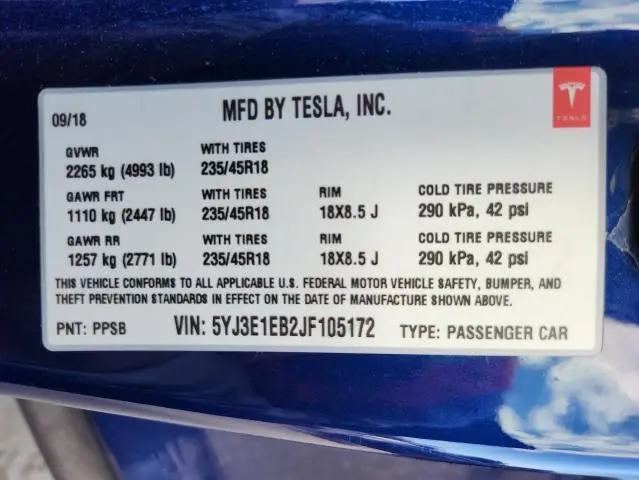 09/18 MFD BY TESLA, INC.
TESLA
GVWR WITH TIRES
2265 kg (4993 lb) 235/45R18
GAWR FRT WITH TIRES RIM COLD TIRE PRESSURE
1110 kg (2447 lb) 235/45R18 18X8.5 J 290 kPa, 42 psi
GAWR RR WITH TIRES RIM COLD TIRE PRESSURE
1257 kg (2771 lb) 235/45R18 18X8.5 J 290 kPa, 42 psi
THIS VEHICLE CONFORMS TO ALL APPLICABLE U.S. FEDERAL MOTOR VEHICLE SAFETY, BUMPER, AND
THEFT PREVENTION STANDARDS IN EFFECT ON THE DATE OF MANUFACTURE SHOWN ABOVE.
PNT: PPSB VIN: 5YJ3E1EB2JF105172 TYPE: PASSENGER CAR